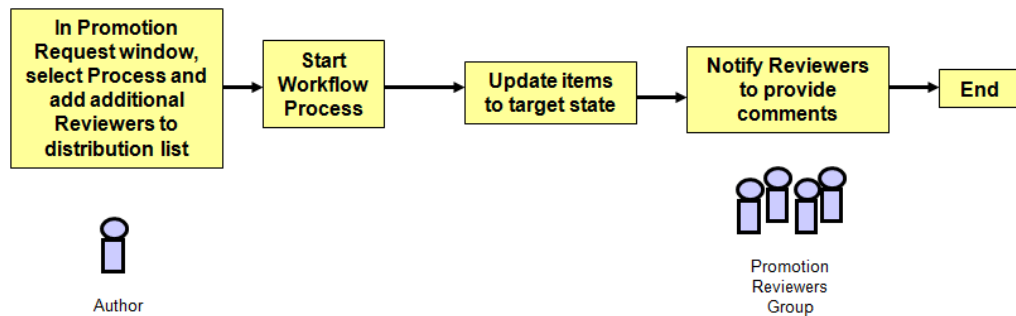 In Promotion
Request window,
select Process and
add additional
Reviewers to
distribution list
Start
Workflow
Process
Update items
to target state
Notify Reviewers
to provide
comments
End
Author
Promotion
Reviewers
Group